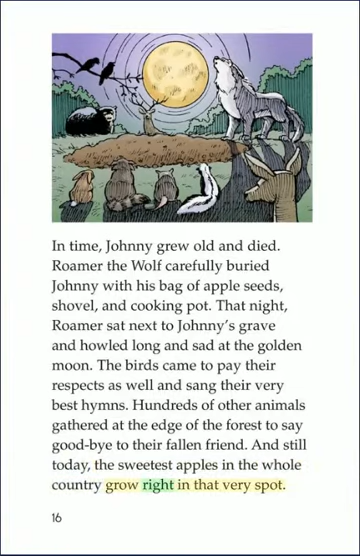 In time, Johnny grew old and died.
Roamer the Wolf carefully buried
Johnny with his bag of apple seeds,
shovel, and cooking pot. That night,
Roamer sat next to Johnny’s grave
and howled long and sad at the golden
moon. The birds came to pay their
respects as well and sang their very
best hymns. Hundreds of other animals
gathered at the edge of the forest to say
good-bye to their fallen friend. And still
today, the sweetest apples in the whole
country grow right in that very spot.
16